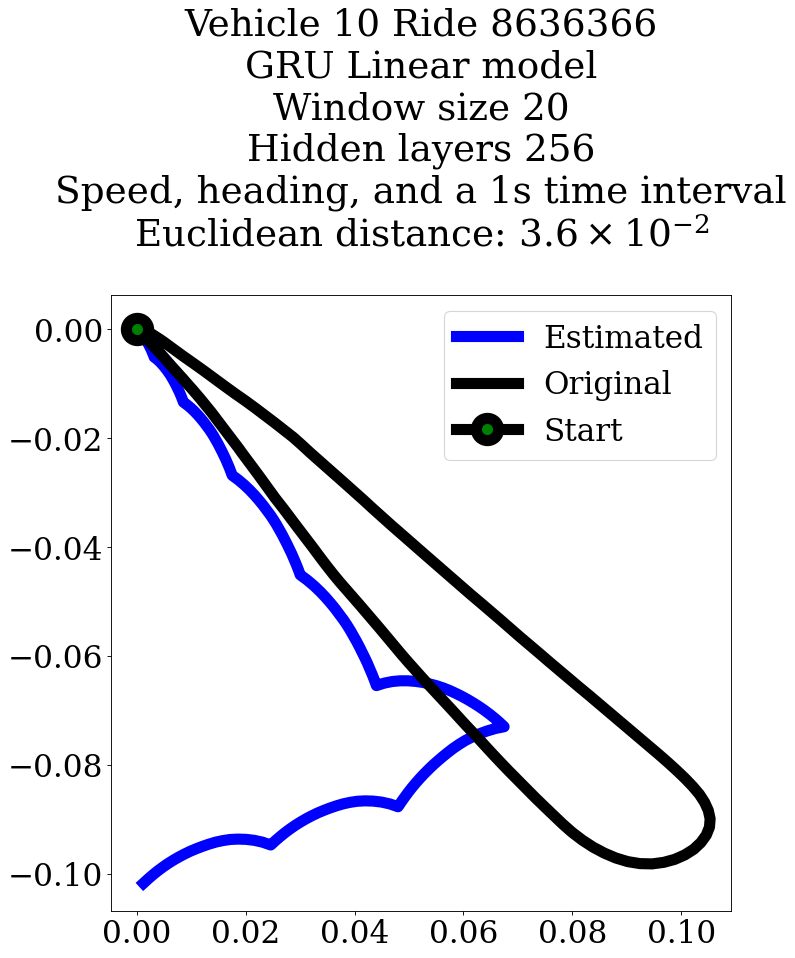 Vehicle 10 Ride 8636366
GRU Linear model
Window size 20
Hidden layers 256
Speed, heading, and a 1s time interval
Euclidean distance: 3.6 × 10⁻²
Estimated
Original
Start
0.00
−0.02
−0.04
−0.06
−0.08
−0.10
0.00 0.02 0.04 0.06 0.08 0.10